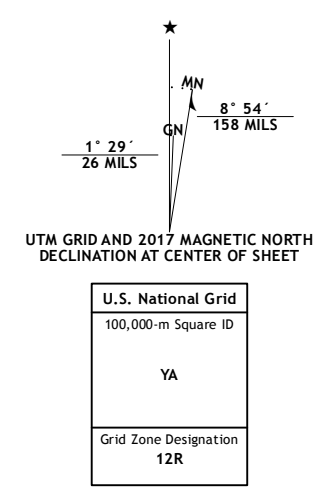 MN
8° 54´
158 MILS
GN
1° 29´
26 MILS
UTM GRID AND 2017 MAGNETIC NORTH
DECLINATION AT CENTER OF SHEET
U.S. National Grid
100,000-m Square ID
YA
Grid Zone Designation
12R